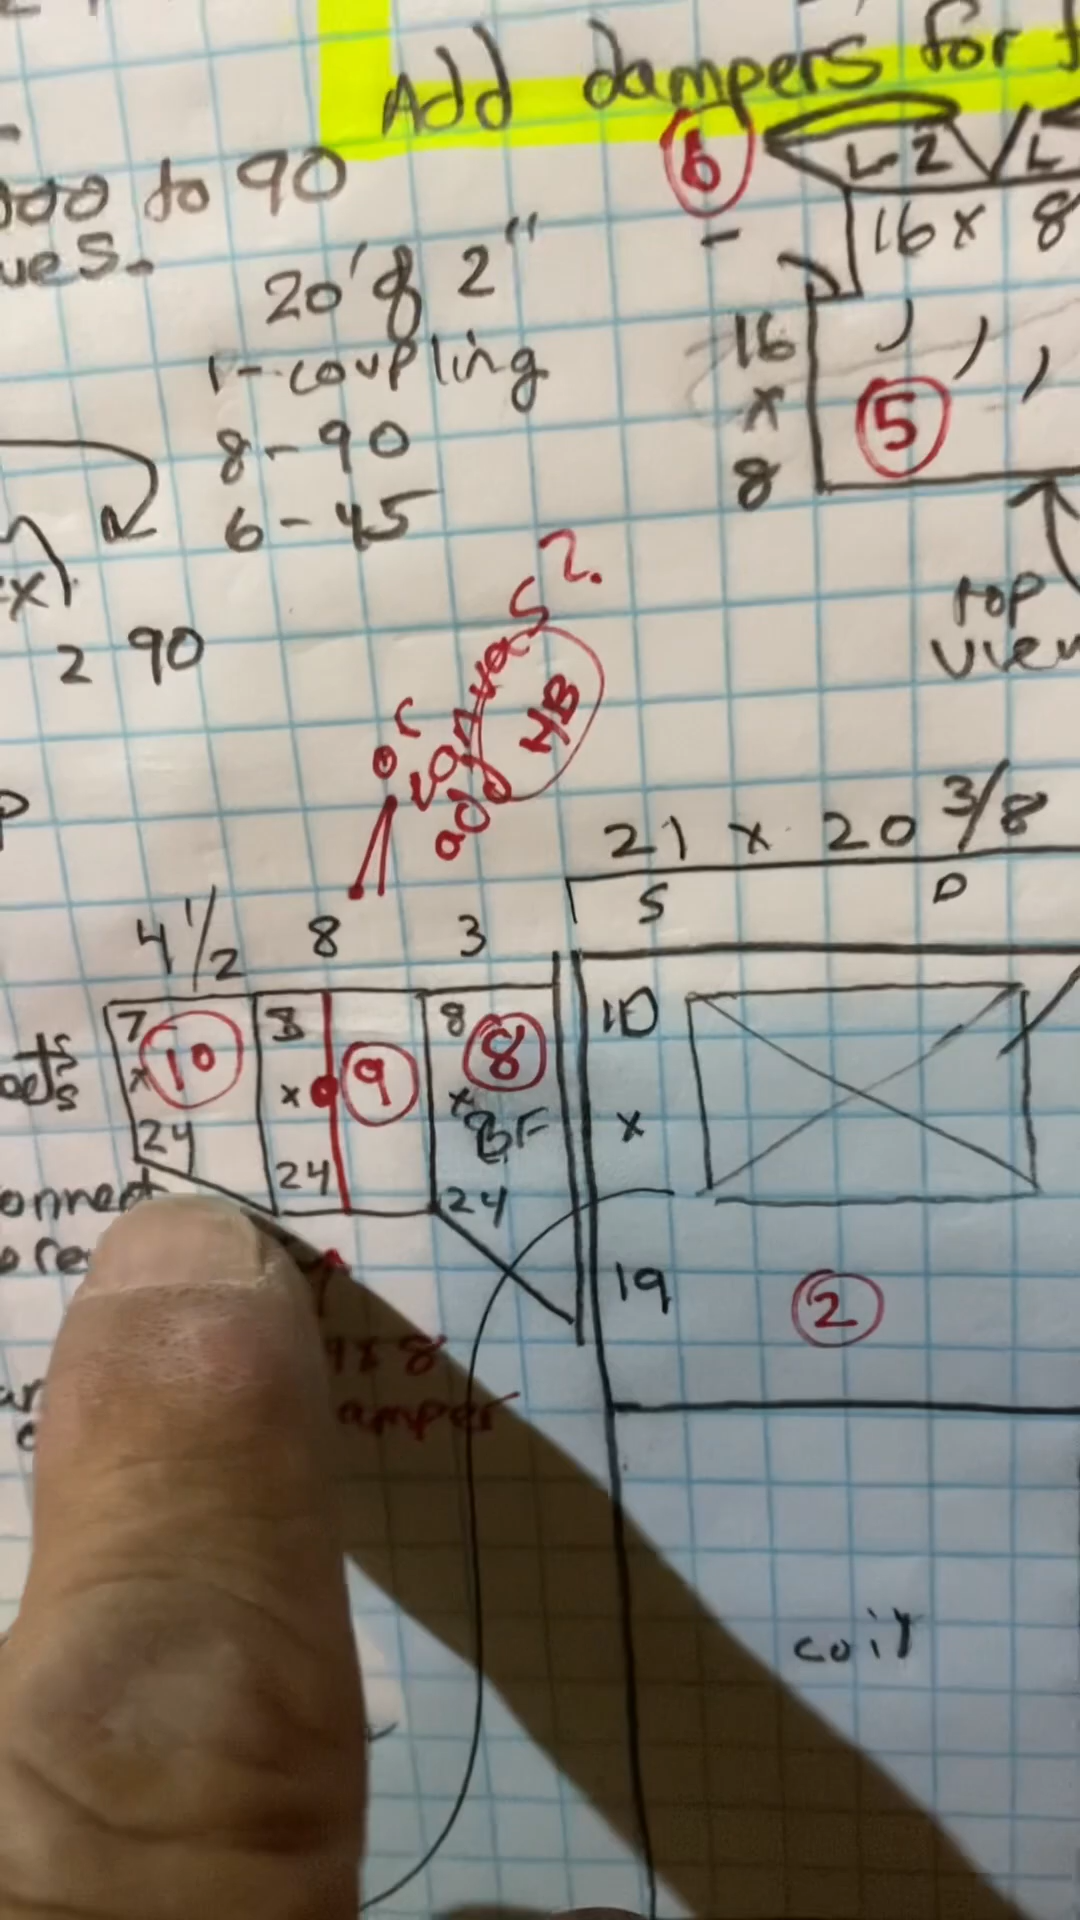 Add dampers for
to 90
6
L-2
L
16 x 8
20' of 2"
1-coupling
8-90
6-45
16
x
8
5
2 90
top
view
or
add canvas?
HB
21 x 20 3/8
S
D
4 1/2
8
3
7
x
24
10
8
x
24
9
8
x
24
8
BF
10
x
19
2
onnect
coil